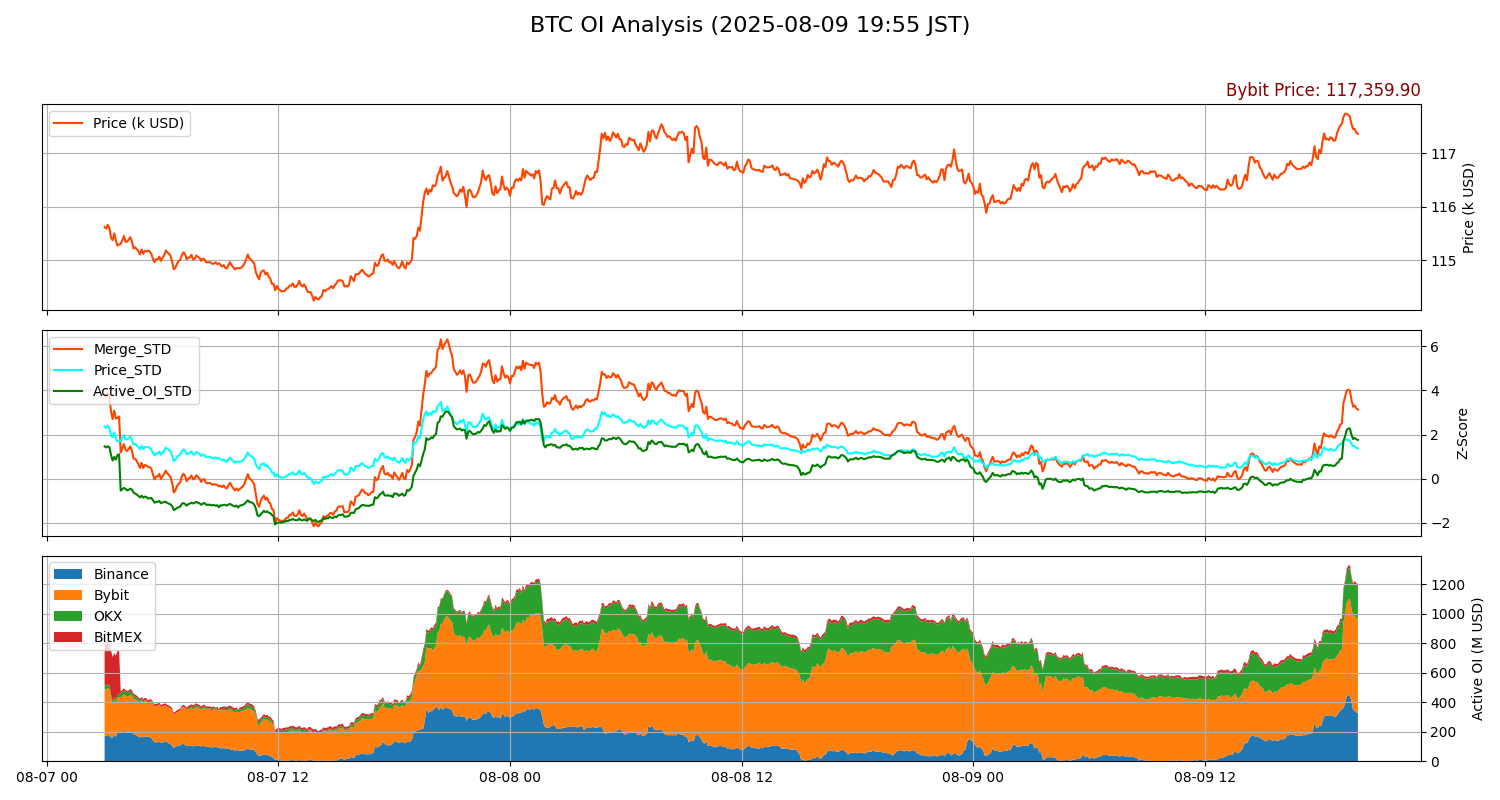 BTC OI Analysis (2025-08-09 19:55 JST)
Bybit Price: 117,359.90
Price (k USD)
117
116
115
Price (k USD)
Merge_STD
Price_STD
Active_OI_STD
6
4
2
0
−2
Z-Score
Binance
Bybit
OKX
BitMEX
1200
1000
800
600
400
200
0
Active OI (M USD)
08-07 00
08-07 12
08-08 00
08-08 12
08-09 00
08-09 12